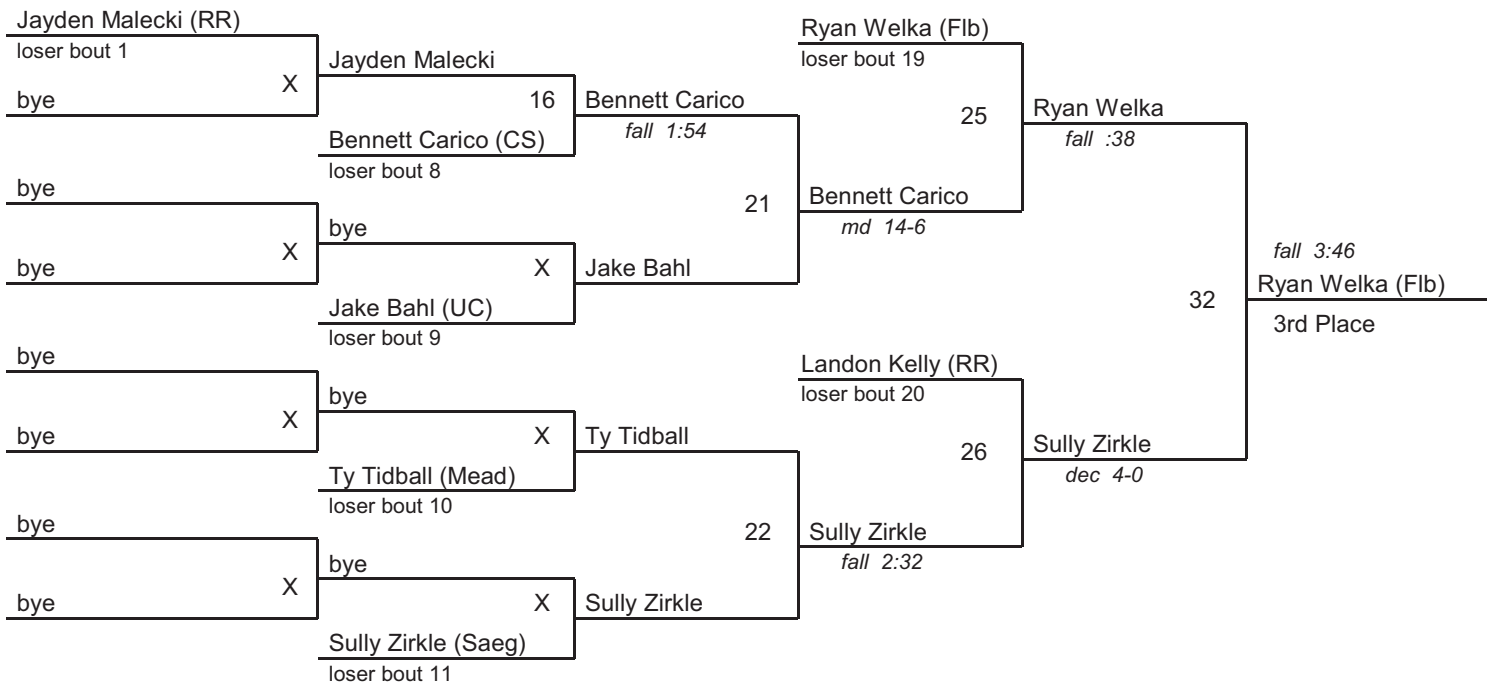 Jayden Malecki (RR)
loser bout 1
X
bye
Jayden Malecki
16
Bennett Carico (CS)
loser bout 8
Bennett Carico
fall 1:54
bye
X
bye
bye
X
Jake Bahl (UC)
loser bout 9
Jake Bahl
21
Bennett Carico
md 14-6
Ryan Welka (Flb)
loser bout 19
25
Ryan Welka
fall :38
bye
X
bye
bye
X
Ty Tidball (Mead)
loser bout 10
Ty Tidball
bye
X
bye
bye
X
Sully Zirkle (Saeg)
loser bout 11
Sully Zirkle
22
Sully Zirkle
fall 2:32
Landon Kelly (RR)
loser bout 20
26
Sully Zirkle
dec 4-0
32
fall 3:46
Ryan Welka (Flb)
3rd Place